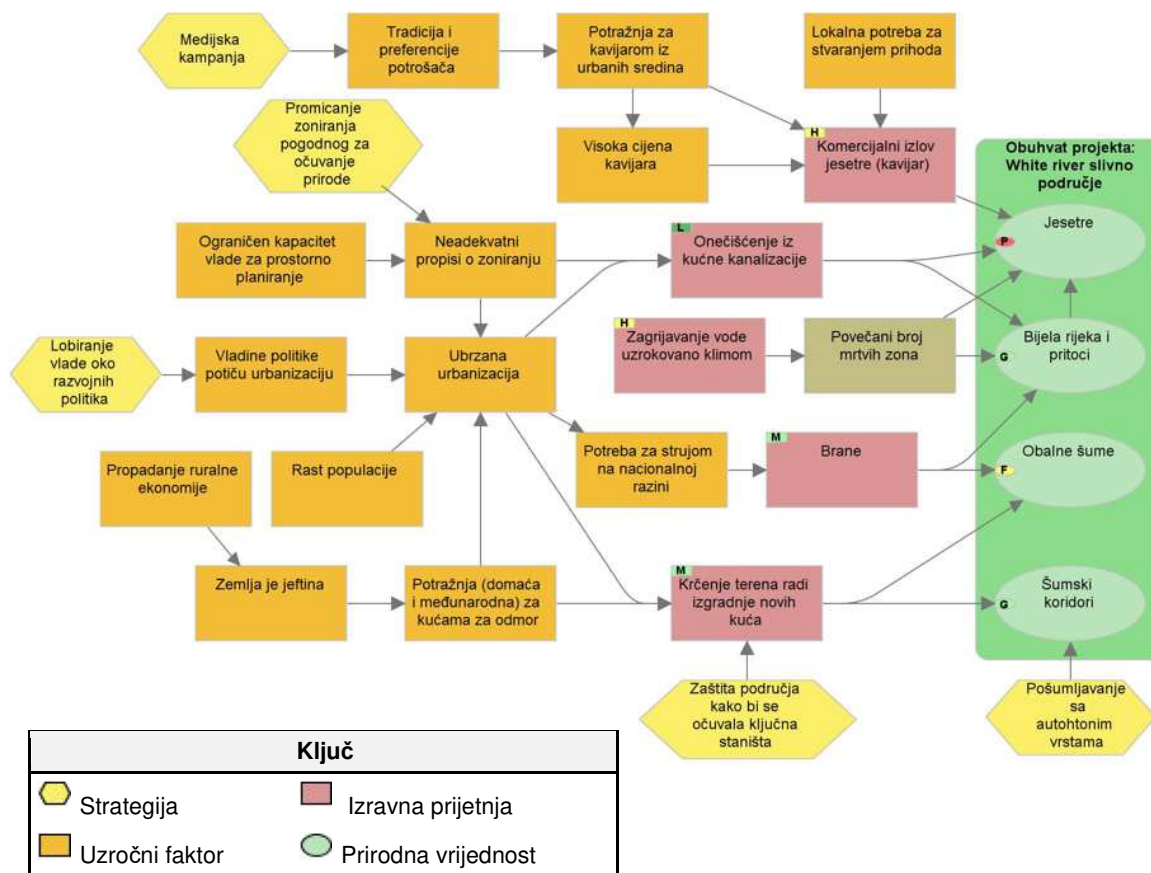 Medijska
kampanja
Tradicija i
preferencije
potrošača
Potražnja za
kavijarom iz
urbanih sredina
Lokalna potreba za
stvaranjem prihoda
Promicanje
zoniranja
pogodnog za
očuvanje
prirode
Visoka cijena
kavijara
H
Komercijalni izlov
jesetre (kavijar)
Obuhvat projekta:
White river slivno
područje
Jesetre
P
Ograničen kapacitet
vlade za prostorno
planiranje
Neadekvatni
propisi o zoniranju
L
Onečišćenje iz
kućne kanalizacije
Lobiranje
vlade oko
razvojnih
politika
Vladine politike
potiču urbanizaciju
Ubrzana
urbanizacija
H
Zagrijavanje vode
uzrokovano klimom
Povečani broj
mrtvih zona
Bijela rijeka i
pritoci
G
Propadanje ruralne
ekonomije
Rast populacije
Potreba za strujom
na nacionalnoj
razini
M
Brane
Obalne šume
F
Zemlja je jeftina
Potražnja (domaća
i međunarodna) za
kućama za odmor
M
Krčenje terena radi
izgradnje novih
kuća
Šumski
koridori
G
Zaštita područja
kako bi se
očuvala ključna
staništa
Pošumljavanje
sa
autohtonim
vrstama
Ključ
Strategija
Izravna prijetnja
Uzročni faktor
Prirodna vrijednost